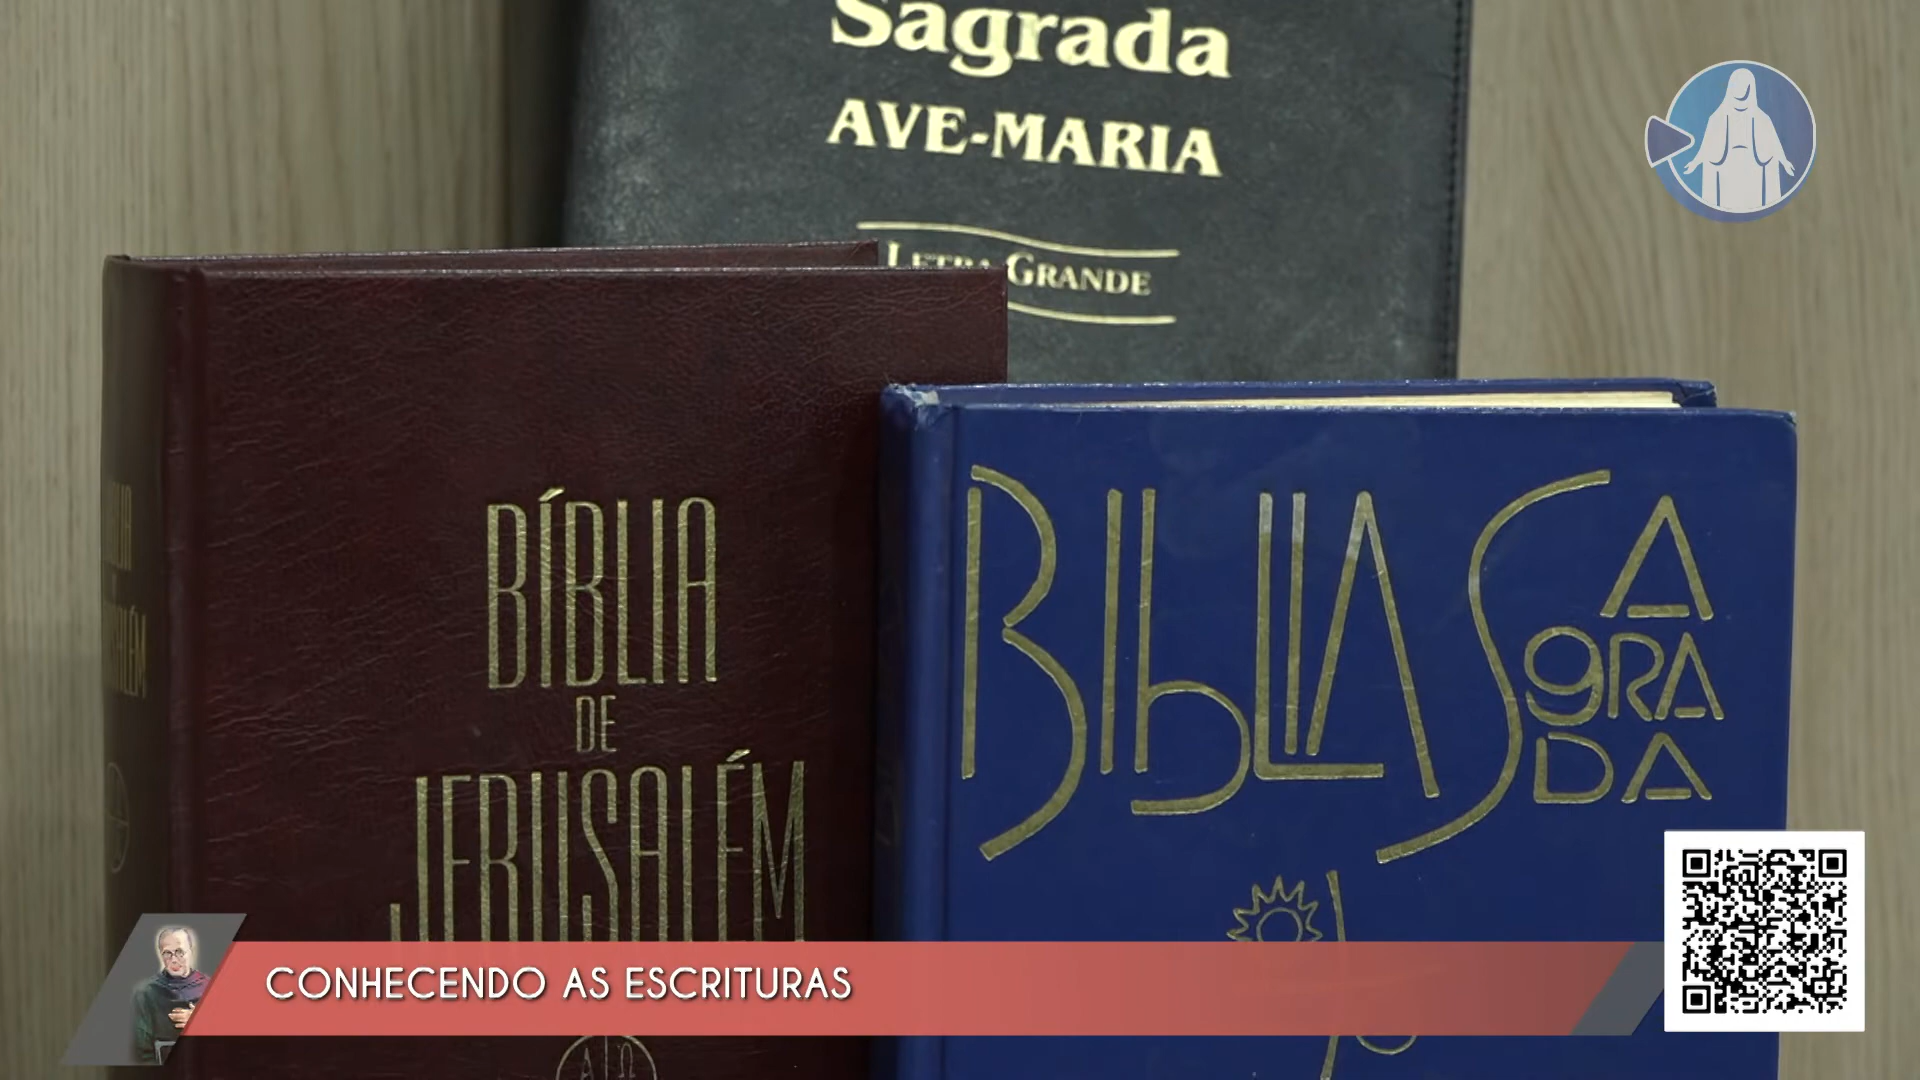 Sagrada
AVE-MARIA
GRANDE
BÍBLIA
DE
JERUSALÉM
BIBLIA SAGRADA
CONHECENDO AS ESCRITURAS